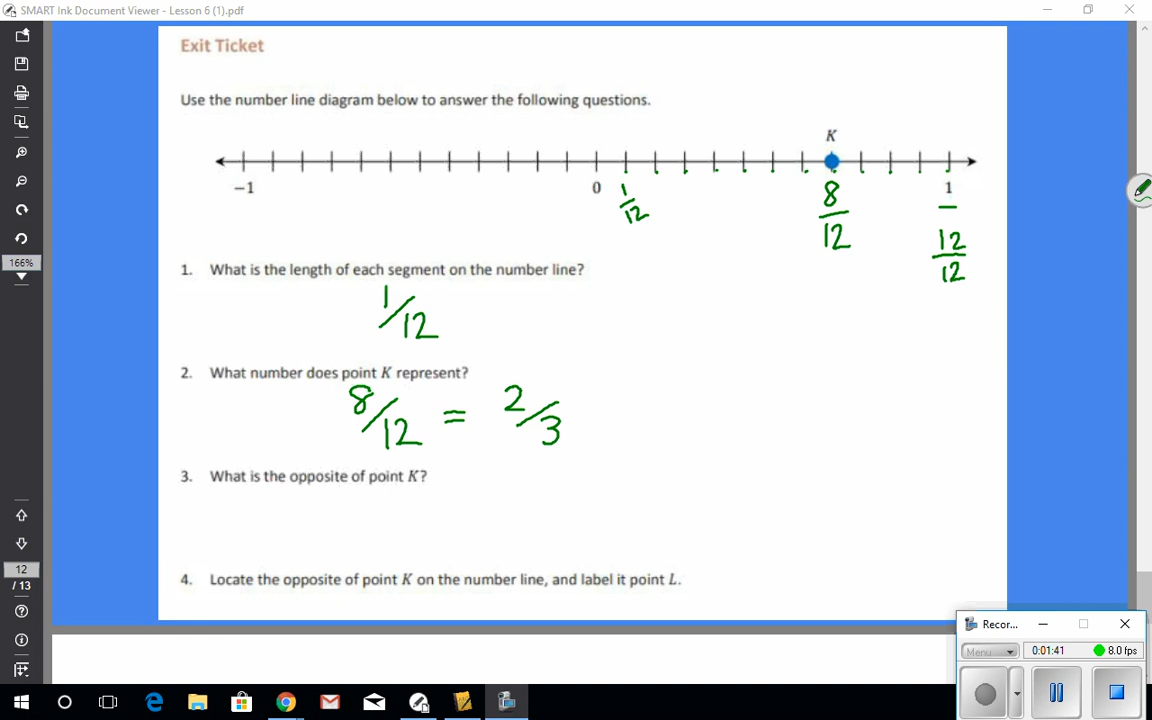 SMART Ink Document Viewer - Lesson 6 (1).pdf
Exit Ticket
Use the number line diagram below to answer the following questions.
K
−1 0 1
1/12
8/12
12/12
1. What is the length of each segment on the number line?
1/12
2. What number does point K represent?
8/12 = 2/3
3. What is the opposite of point K?
4. Locate the opposite of point K on the number line, and label it point L.
166%
12
/ 13
Recor...
Menu
0:01:41
8.0 fps